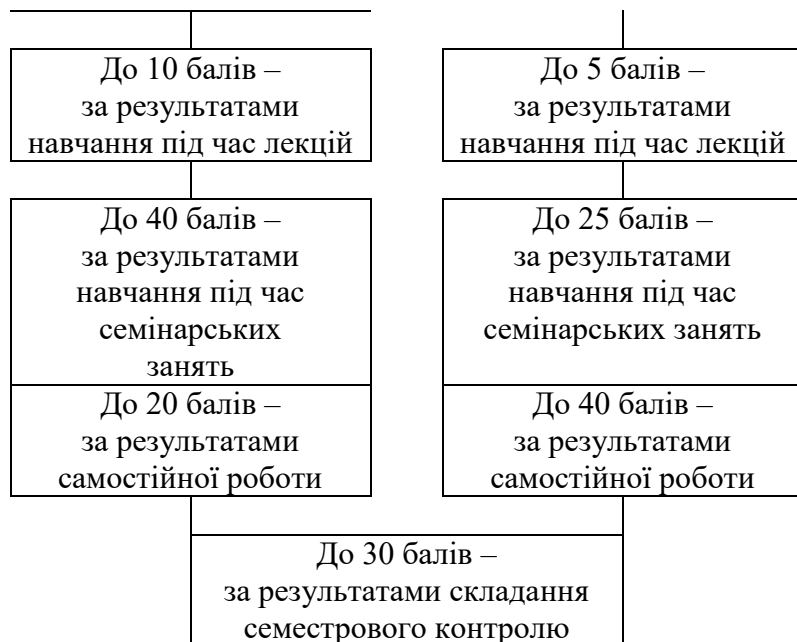 До 10 балів –
за результатами
навчання під час лекцій
До 40 балів –
за результатами
навчання під час
семінарських
занять
До 20 балів –
за результатами
самостійної роботи
До 5 балів –
за результатами
навчання під час лекцій
До 25 балів –
за результатами
навчання під час
семінарських занять
До 40 балів –
за результатами
самостійної роботи
До 30 балів –
за результатами складання
семестрового контролю